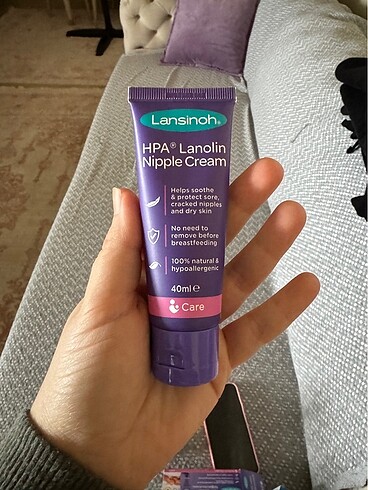 Lansinoh®
HPA® Lanolin
Nipple Cream
Helps soothe
& protect sore,
cracked nipples
and dry skin
No need to
remove before
breastfeeding
100% natural &
hypoallergenic
40ml ℮
Care